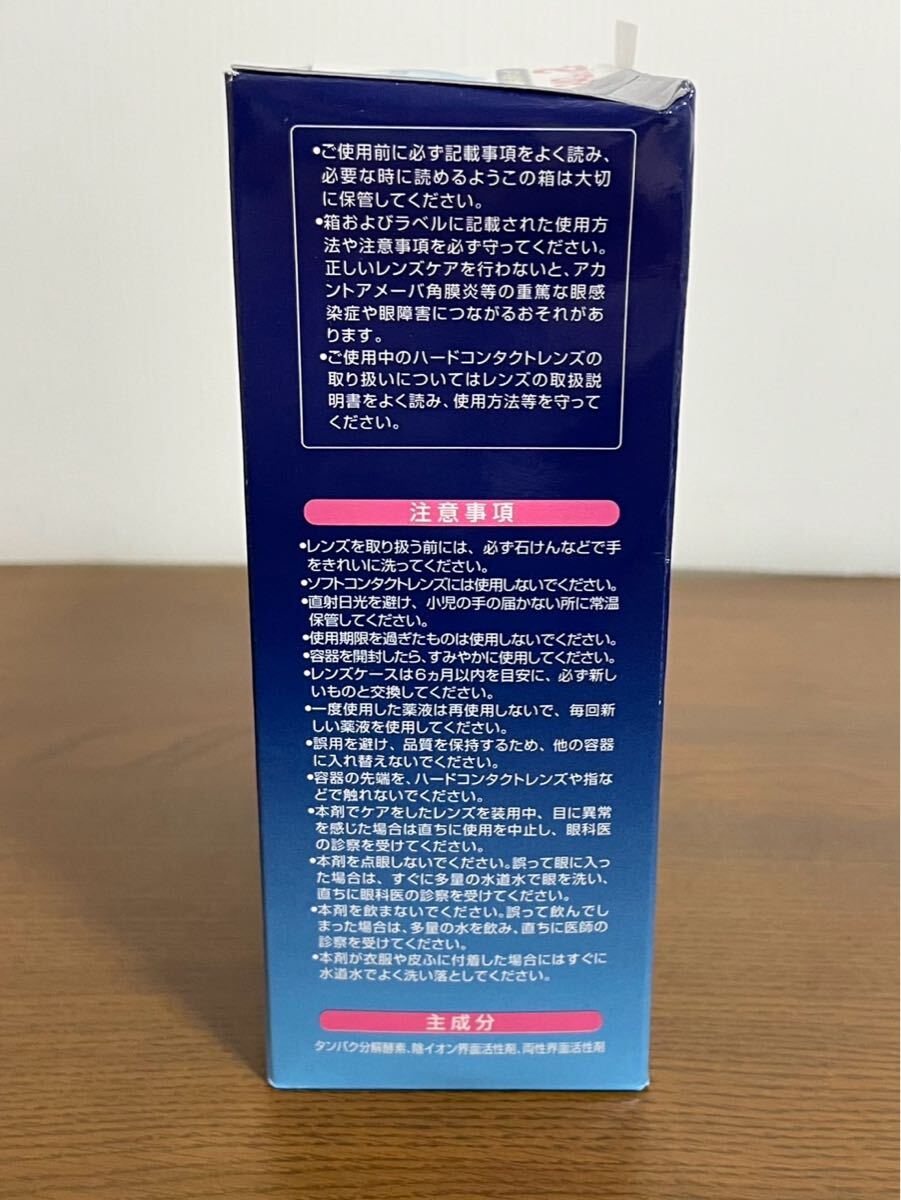 ●ご使用前に必ず記載事項をよく読み、
必要な時に読めるようこの箱は大切
に保管してください。
●箱およびラベルに記載された使用方
法や注意事項を必ず守ってください。
正しいレンズケアを行わないと、アカ
ントアメーバ角膜炎等の重篤な眼感
染症や眼障害につながるおそれがあ
ります。
●ご使用中のハードコンタクトレンズの
取り扱いについてはレンズの取扱説
明書をよく読み、使用方法等を守って
ください。
注意事項
●レンズを取り扱う前には、必ず石けんなどで手
をきれいに洗ってください。
●ソフトコンタクトレンズには使用しないでください。
●直射日光を避け、小児の手の届かない所に常温
保管してください。
●使用期限を過ぎたものは使用しないでください。
●容器を開封したら、すみやかに使用してください。
●レンズケースは6ヵ月以内を目安に、必ず新し
いものと交換してください。
●一度使用した薬液は再使用しないで、毎回新
しい薬液を使用してください。
●誤用を避け、品質を保持するため、他の容器
に入れ替えないでください。
●容器の先端を、ハードコンタクトレンズや指な
どで触れないでください。
●本剤でケアをしたレンズを装用中、目に異常
を感じた場合は直ちに使用を中止し、眼科医
の診察を受けてください。
●本剤を点眼しないでください。誤って眼に入っ
た場合は、すぐに多量の水道水で眼を洗い、
直ちに眼科医の診察を受けてください。
●本剤を飲まないでください。誤って飲んでし
まった場合は、多量の水を飲み、直ちに医師の
診察を受けてください。
●本剤が衣服や皮ふに付着した場合にはすぐに
水道水でよく洗い落としてください。
主成分
タンパク分解酵素、陰イオン界面活性剤、両性界面活性剤